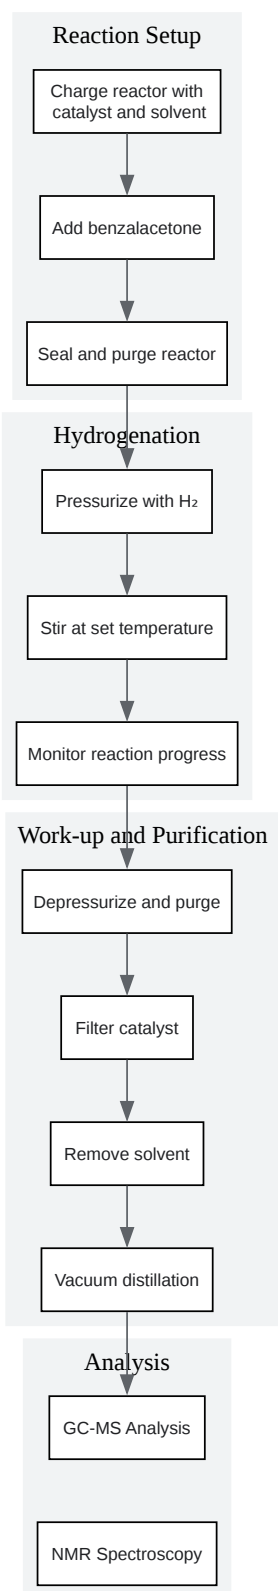 Reaction Setup
Charge reactor with
catalyst and solvent
Add benzalacetone
Seal and purge reactor
Hydrogenation
Pressurize with H₂
Stir at set temperature
Monitor reaction progress
Work-up and Purification
Depressurize and purge
Filter catalyst
Remove solvent
Vacuum distillation
Analysis
GC-MS Analysis
NMR Spectroscopy